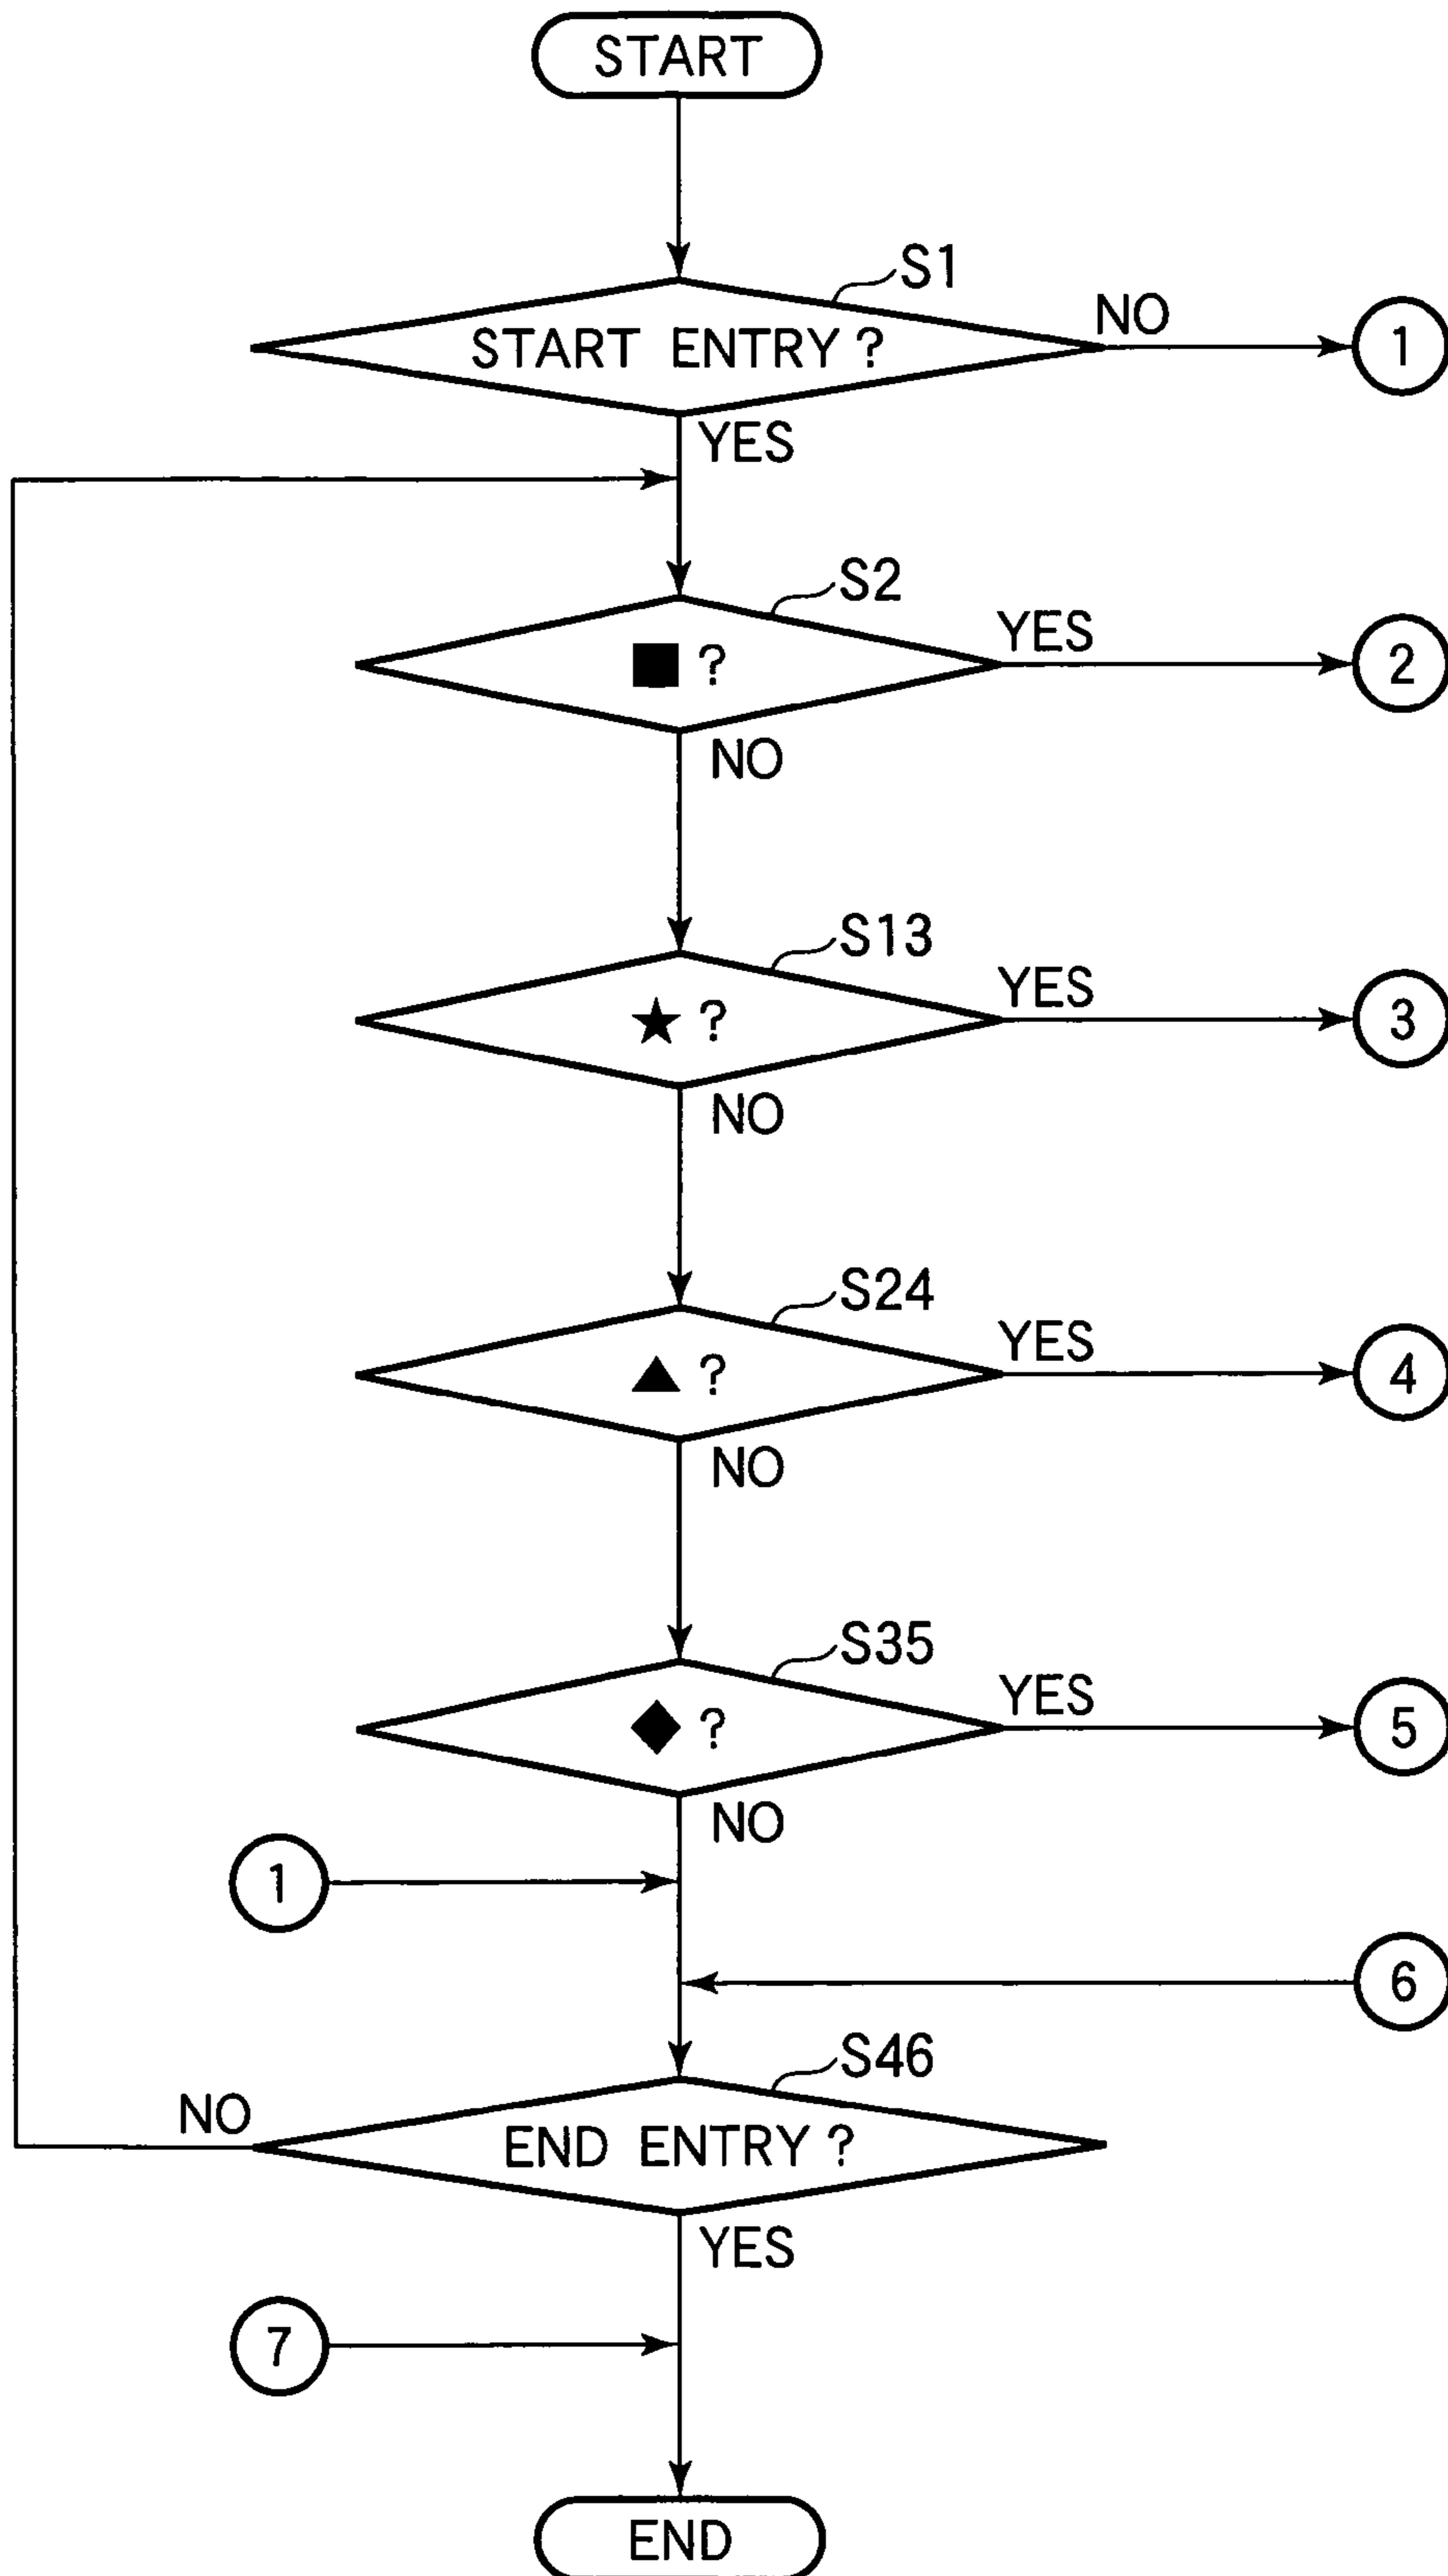 START
S1
START ENTRY ?
NO
1
YES
S2
■ ?
YES
2
NO
S13
★ ?
YES
3
NO
S24
▲ ?
YES
4
NO
S35
◆ ?
YES
5
NO
1
6
S46
NO
END ENTRY ?
YES
7
END